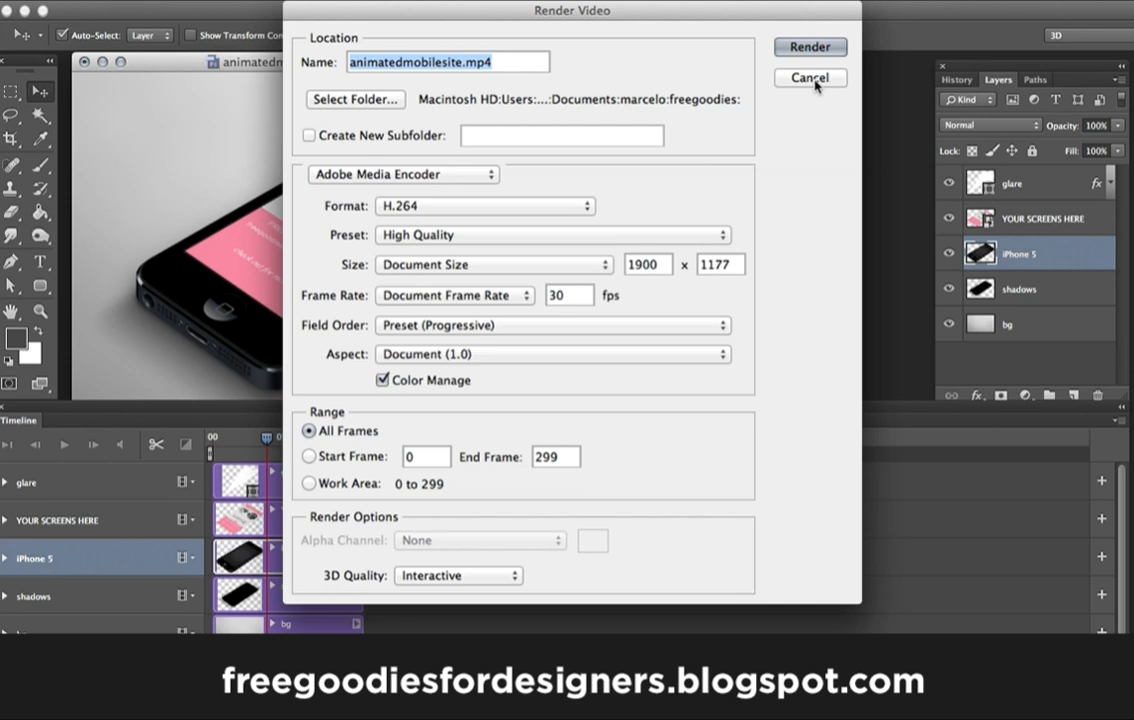 Render Video
Auto-Select: Layer Show Transform Con
3D
animatedm
Location
Name: animatedmobilesite.mp4
Render
Cancel
Select Folder... Macintosh HD:Users:...:Documents:marcelo:freegoodies:
Create New Subfolder:
Adobe Media Encoder
Format: H.264
Preset: High Quality
Size: Document Size 1900 x 1177
Frame Rate: Document Frame Rate 30 fps
Field Order: Preset (Progressive)
Aspect: Document (1.0)
Color Manage
Range
All Frames
Start Frame: 0 End Frame: 299
Work Area: 0 to 299
Render Options
Alpha Channel: None
3D Quality: Interactive
History Layers Paths
Kind
Normal Opacity: 100%
Lock: Fill: 100%
glare fx
YOUR SCREENS HERE
iPhone 5
shadows
bg
fx
Timeline
00
glare
YOUR SCREENS HERE
iPhone 5
shadows
bg
freegoodiesfordesigners.blogspot.com